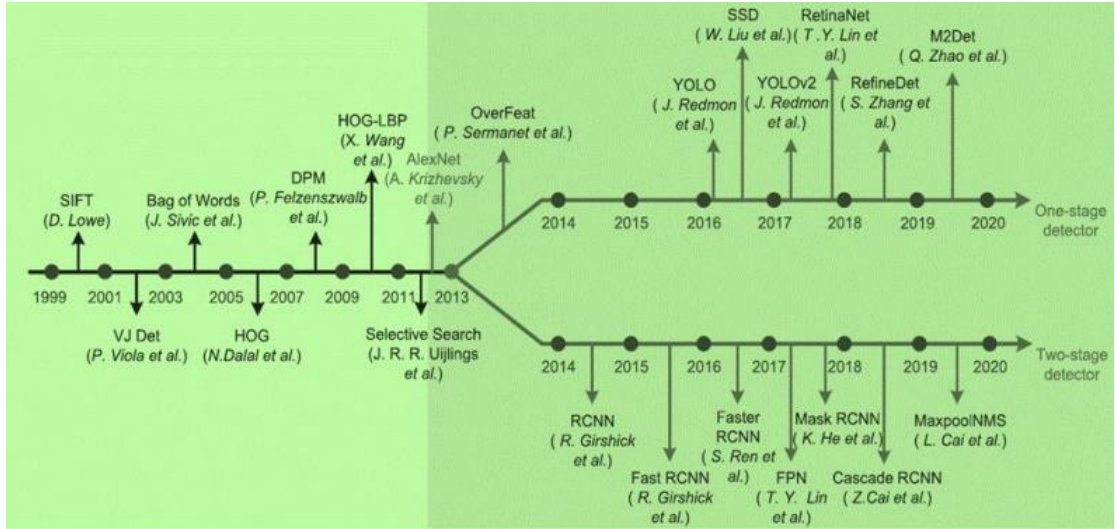 SIFT
(D. Lowe)
Bag of Words
(J. Sivic et al.)
DPM
(P. Felzenszwalb
et al.)
HOG-LBP
(X. Wang
et al.)
AlexNet
(A. Krizhevsky
et al.)
OverFeat
( P. Sermanet et al.)
1999
2001
2003
2005
2007
2009
2011
2013
VJ Det
(P. Viola et al.)
HOG
(N.Dalal et al.)
Selective Search
(J. R. R. Uijlings
et al.)
YOLO
( J. Redmon
et al.)
SSD
( W. Liu et al.)
YOLOv2
( J. Redmon
et al.)
RetinaNet
( T .Y. Lin et
al.)
RefineDet
( S. Zhang et
al.)
M2Det
( Q. Zhao et al.)
2014
2015
2016
2017
2018
2019
2020
One-stage
detector
2014
2015
2016
2017
2018
2019
2020
Two-stage
detector
RCNN
( R. Girshick
et al.)
Fast RCNN
( R. Girshick
et al.)
Faster
RCNN
( S. Ren et
al.)
FPN
( T. Y. Lin
et al.)
Mask RCNN
( K. He et al.)
Cascade RCNN
( Z.Cai et al.)
MaxpoolNMS
( L. Cai et al.)